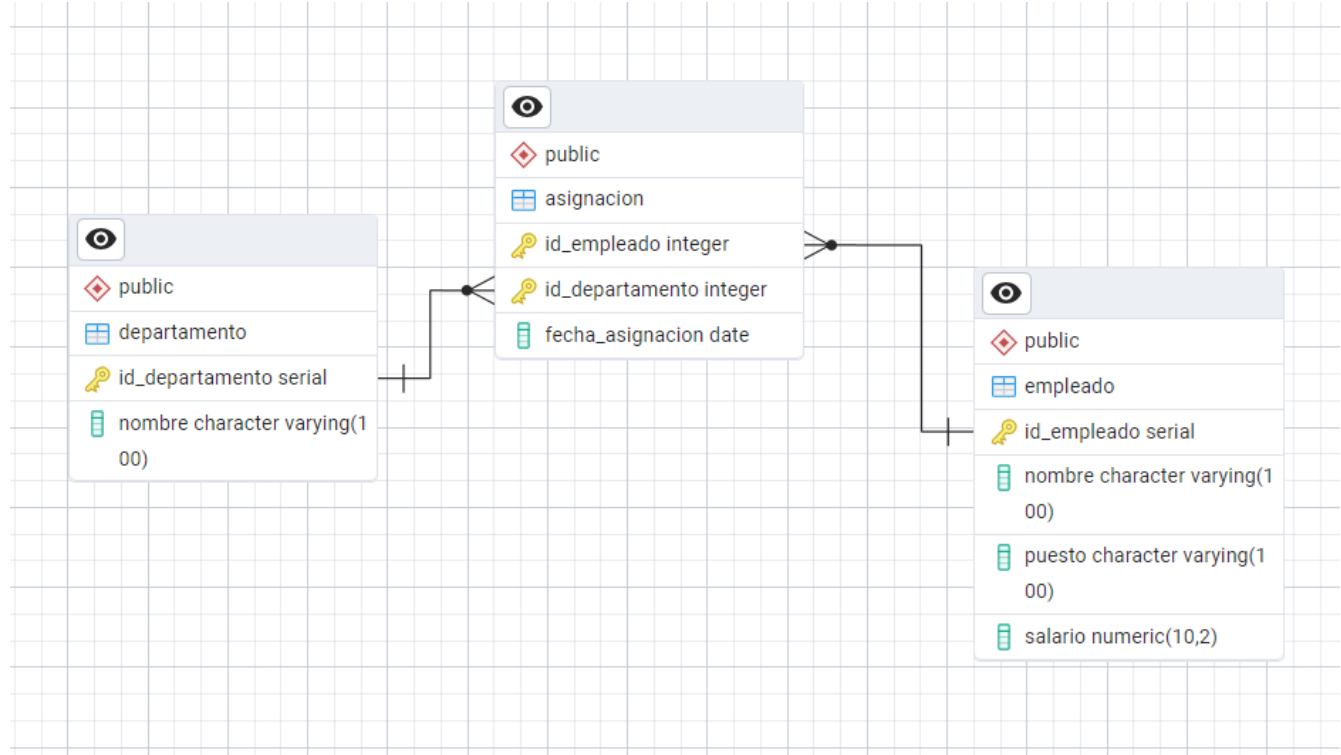 public
departamento
id_departamento serial
nombre character varying(1
00)
public
asignacion
id_empleado integer
id_departamento integer
fecha_asignacion date
public
empleado
id_empleado serial
nombre character varying(1
00)
puesto character varying(1
00)
salario numeric(10,2)